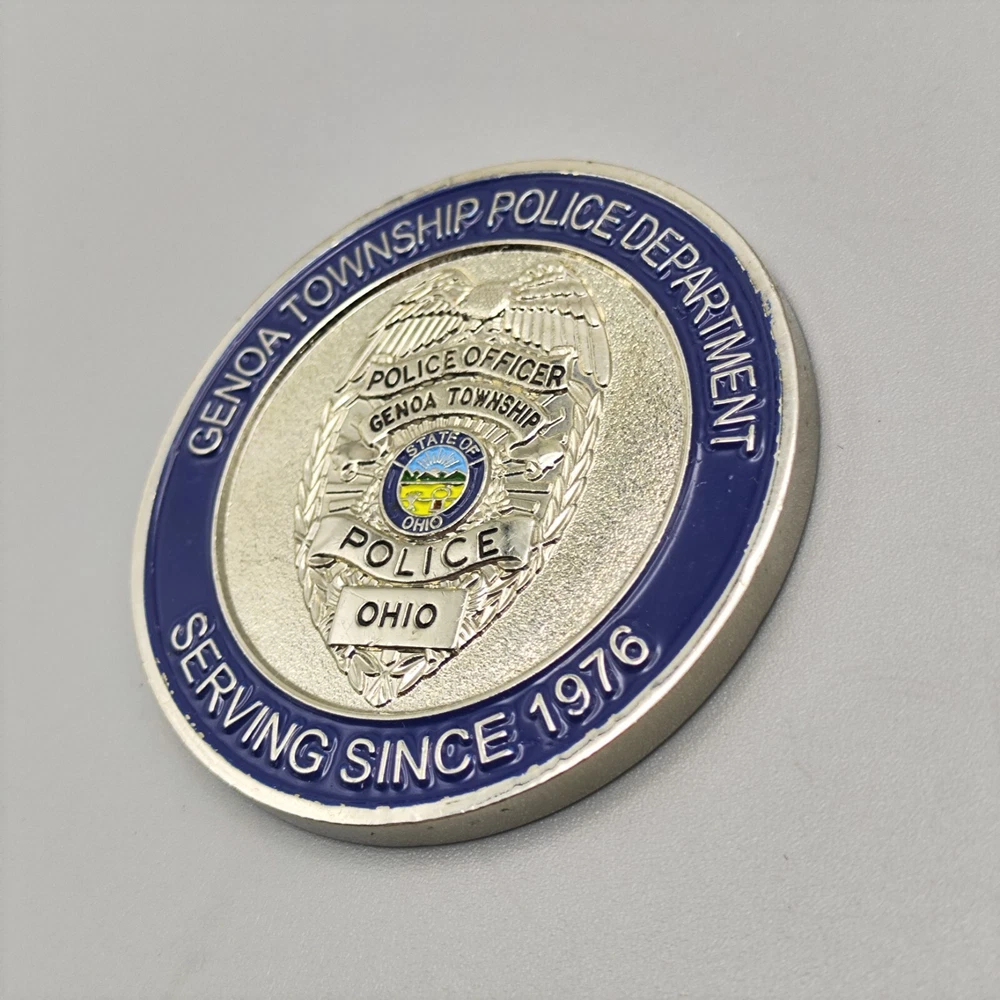 GENOA TOWNSHIP POLICE DEPARTMENT
POLICE OFFICER
GENOA TOWNSHIP
STATE OF
OHIO
POLICE
OHIO
SERVING SINCE 1976